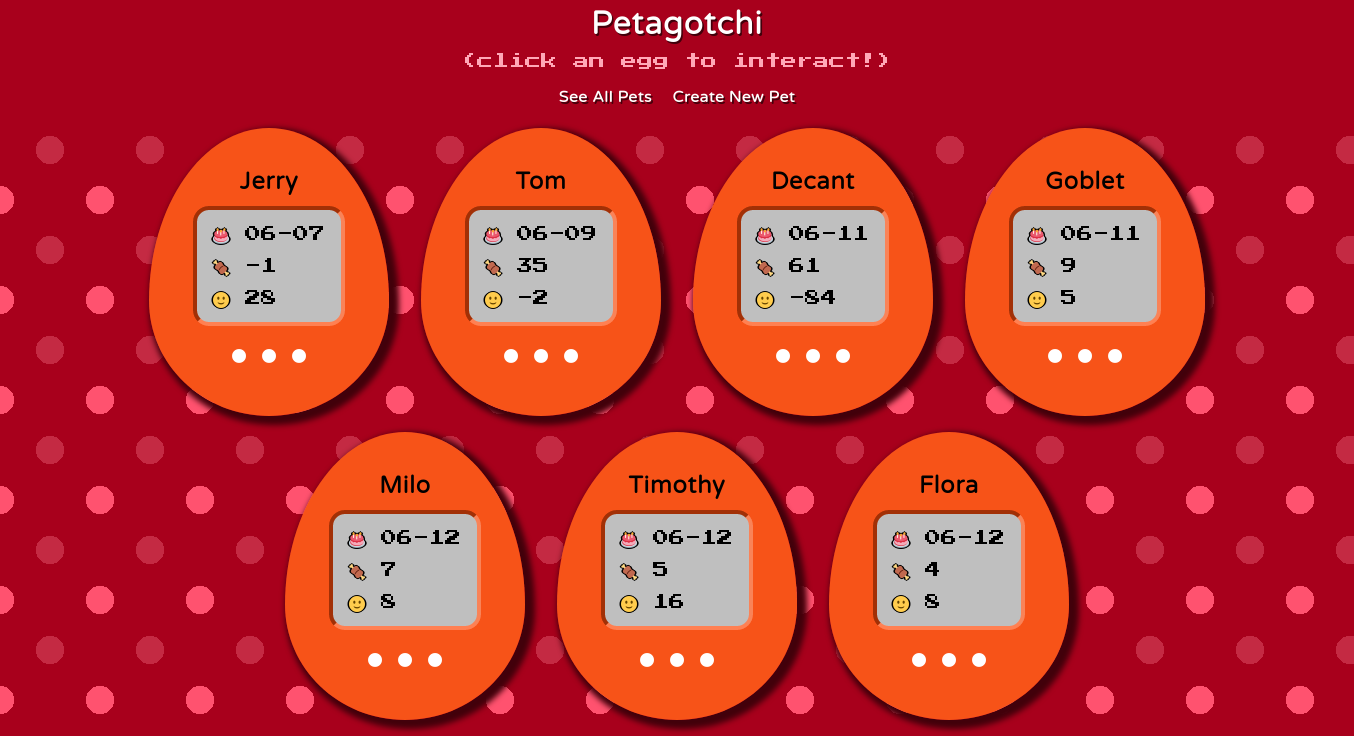 Petagotchi
(click an egg to interact!)
See All Pets Create New Pet
Jerry
06-07
-1
28
Tom
06-09
35
-2
Decant
06-11
61
-84
Goblet
06-11
9
5
Milo
06-12
7
8
Timothy
06-12
5
16
Flora
06-12
4
8